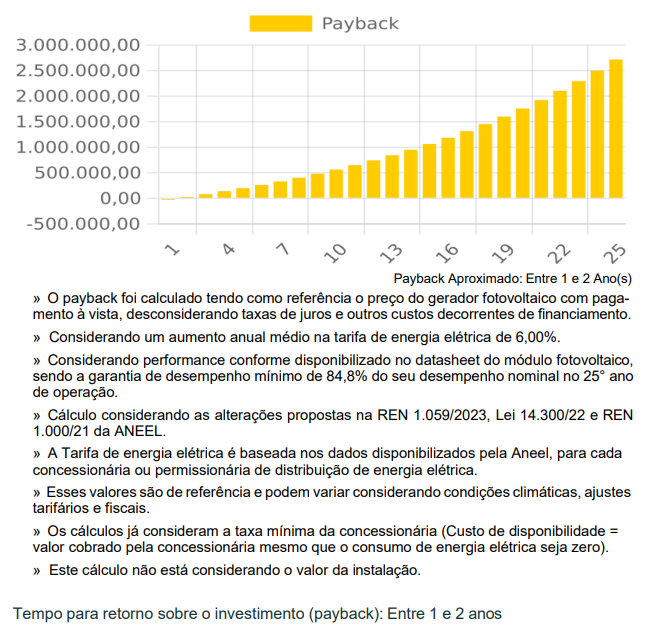 Payback
3.000.000,00
2.500.000,00
2.000.000,00
1.500.000,00
1.000.000,00
500.000,00
0,00
-500.000,00
1
4
7
10
13
16
19
22
25
Payback Aproximado: Entre 1 e 2 Ano(s)
» O payback foi calculado tendo como referência o preço do gerador fotovoltaico com paga-
mento à vista, desconsiderando taxas de juros e outros custos decorrentes de financiamento.
» Considerando um aumento anual médio na tarifa de energia elétrica de 6,00%.
» Considerando performance conforme disponibilizado no datasheet do módulo fotovoltaico,
sendo a garantia de desempenho mínimo de 84,8% do seu desempenho nominal no 25° ano
de operação.
» Cálculo considerando as alterações propostas na REN 1.059/2023, Lei 14.300/22 e REN
1.000/21 da ANEEL.
» A Tarifa de energia elétrica é baseada nos dados disponibilizados pela Aneel, para cada
concessionária ou permissionária de distribuição de energia elétrica.
» Esses valores são de referência e podem variar considerando condições climáticas, ajustes
tarifários e fiscais.
» Os cálculos já consideram a taxa mínima da concessionária (Custo de disponibilidade =
valor cobrado pela concessionária mesmo que o consumo de energia elétrica seja zero).
» Este cálculo não está considerando o valor da instalação.
Tempo para retorno sobre o investimento (payback): Entre 1 e 2 anos